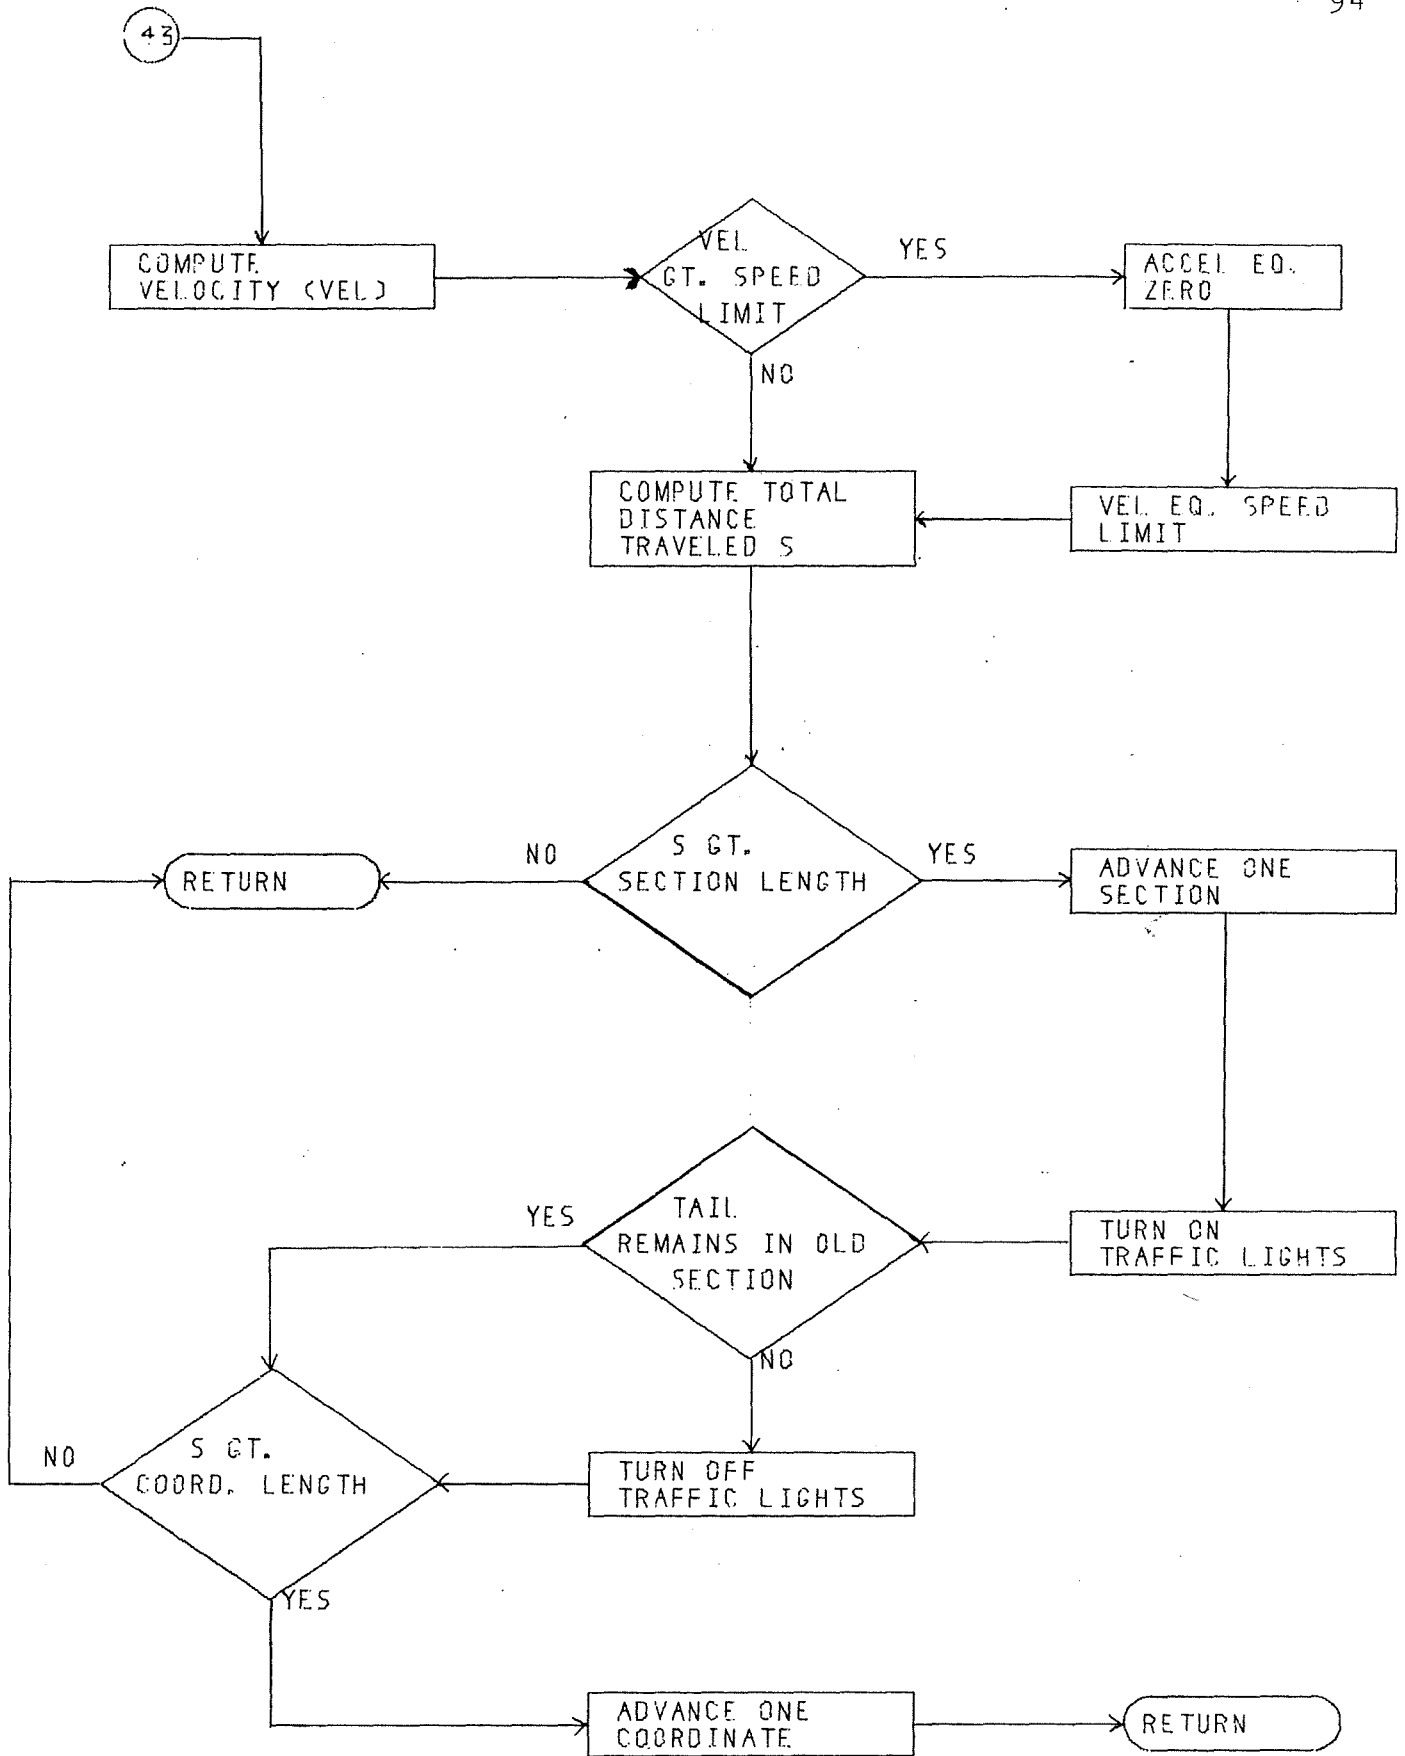 94
43
COMPUTE
VELOCITY (VEL)
VEL
GT. SPEED
LIMIT
YES
ACCEL EQ.
ZERO
NO
COMPUTE TOTAL
DISTANCE
TRAVELED S
VEL EQ. SPEED
LIMIT
RETURN
NO
S GT.
SECTION LENGTH
YES
ADVANCE ONE
SECTION
YES
TAIL
REMAINS IN OLD
SECTION
TURN ON
TRAFFIC LIGHTS
NO
NO
S GT.
COORD. LENGTH
TURN OFF
TRAFFIC LIGHTS
YES
ADVANCE ONE
COORDINATE
RETURN